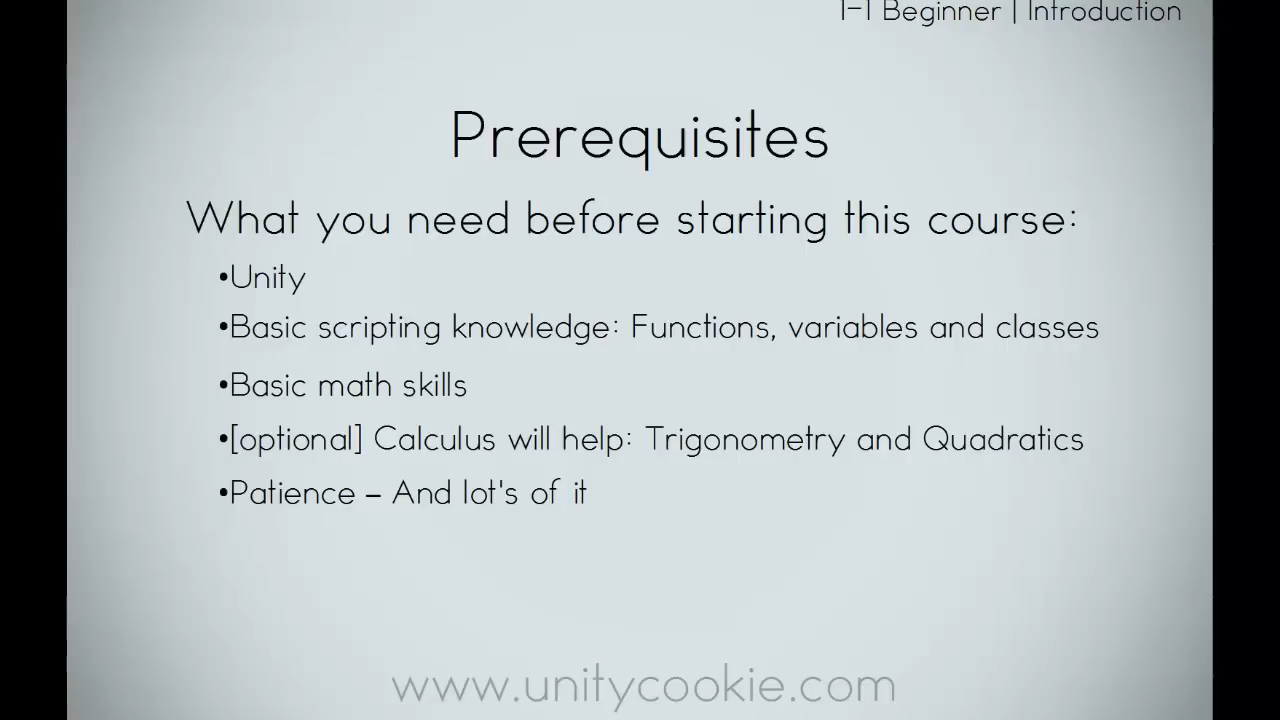 1-1 Beginner | Introduction
Prerequisites
What you need before starting this course:
•Unity
•Basic scripting knowledge: Functions, variables and classes
•Basic math skills
•[optional] Calculus will help: Trigonometry and Quadratics
•Patience – And lot's of it
www.unitycookie.com